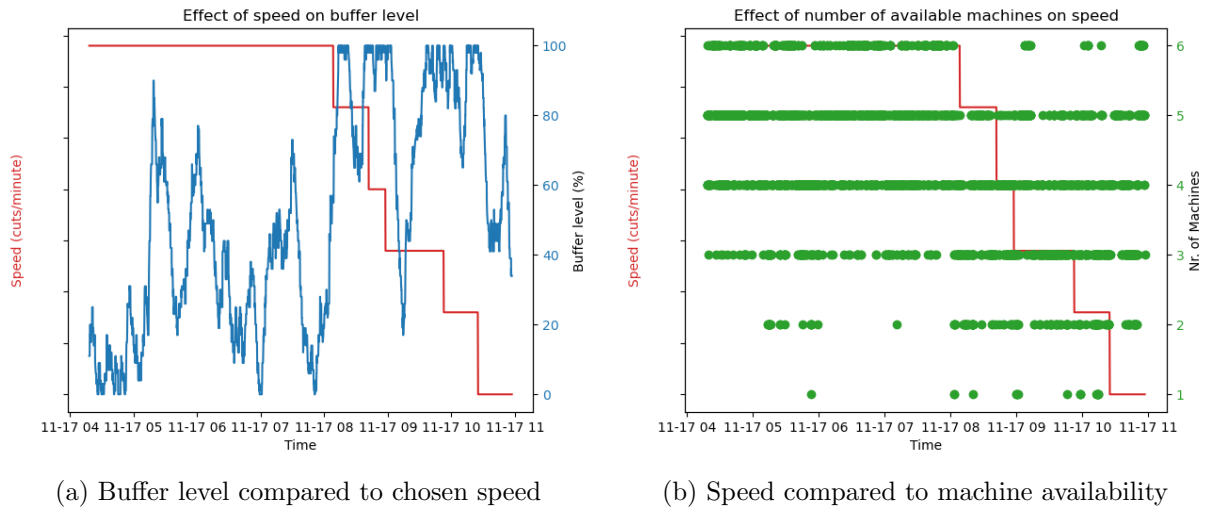 Effect of speed on buffer level
Speed (cuts/minute)
100
80
60
40
20
0
Buffer level (%)
11-17 04 11-17 05 11-17 06 11-17 07 11-17 08 11-17 09 11-17 10 11-17 11
Time
(a) Buffer level compared to chosen speed
Effect of number of available machines on speed
Speed (cuts/minute)
6
5
4
3
2
1
Nr. of Machines
11-17 04 11-17 05 11-17 06 11-17 07 11-17 08 11-17 09 11-17 10 11-17 11
Time
(b) Speed compared to machine availability